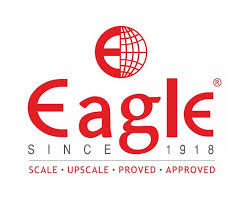 E
Eagle®
SINCE 1918
SCALE • UPSCALE • PROVED • APPROVED